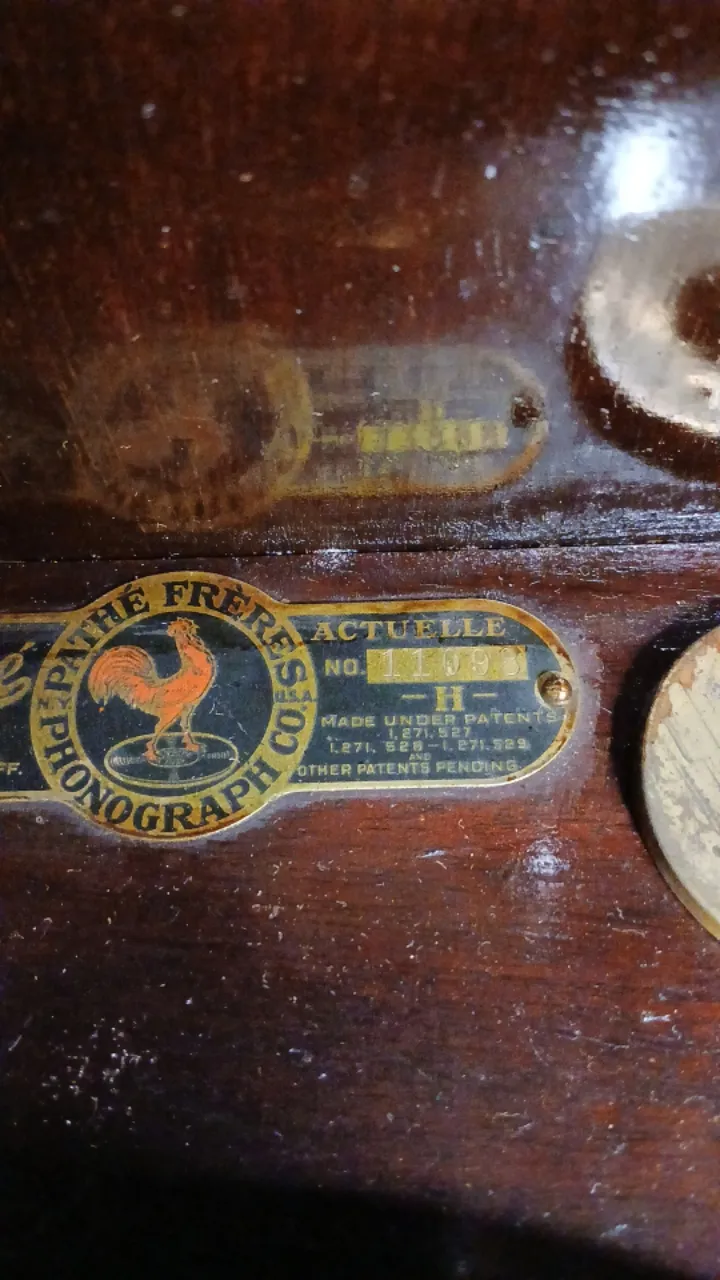 PATHÉ FRÈRES
PHONOGRAPH CO.
ACTUELLE
NO. 11093
-H-
MADE UNDER PATENTS
1,271,527
1,271,528-1,271,529
AND
OTHER PATENTS PENDING
FF.